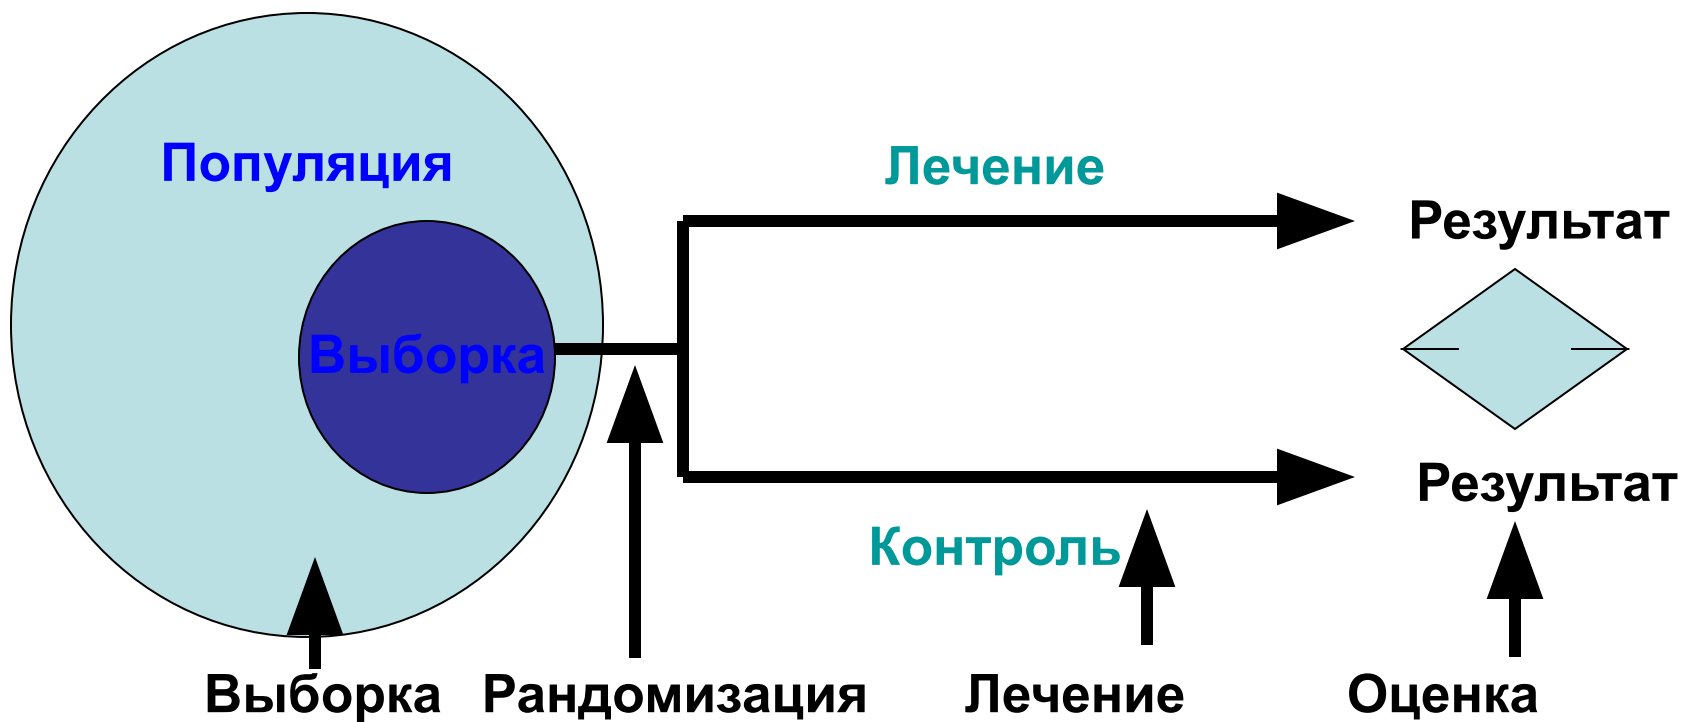 Популяция
Выборка
Лечение
Контроль
Результат
Результат
Выборка
Рандомизация
Лечение
Оценка